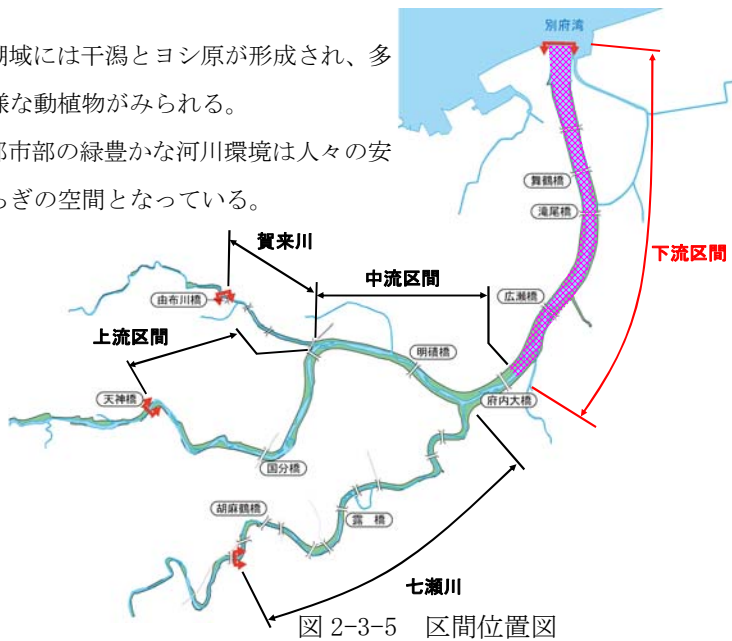 潮域には干潟とヨシ原が形成され、多
様な動植物がみられる。
都市部の緑豊かな河川環境は人々の安
らぎの空間となっている。
別府湾
舞鶴橋
滝尾橋
下流区間
賀来川
中流区間
由布川橋
広瀬橋
上流区間
明磧橋
天神橋
府内大橋
国分橋
胡麻鶴橋
露 橋
七瀬川
図 2-3-5 区間位置図